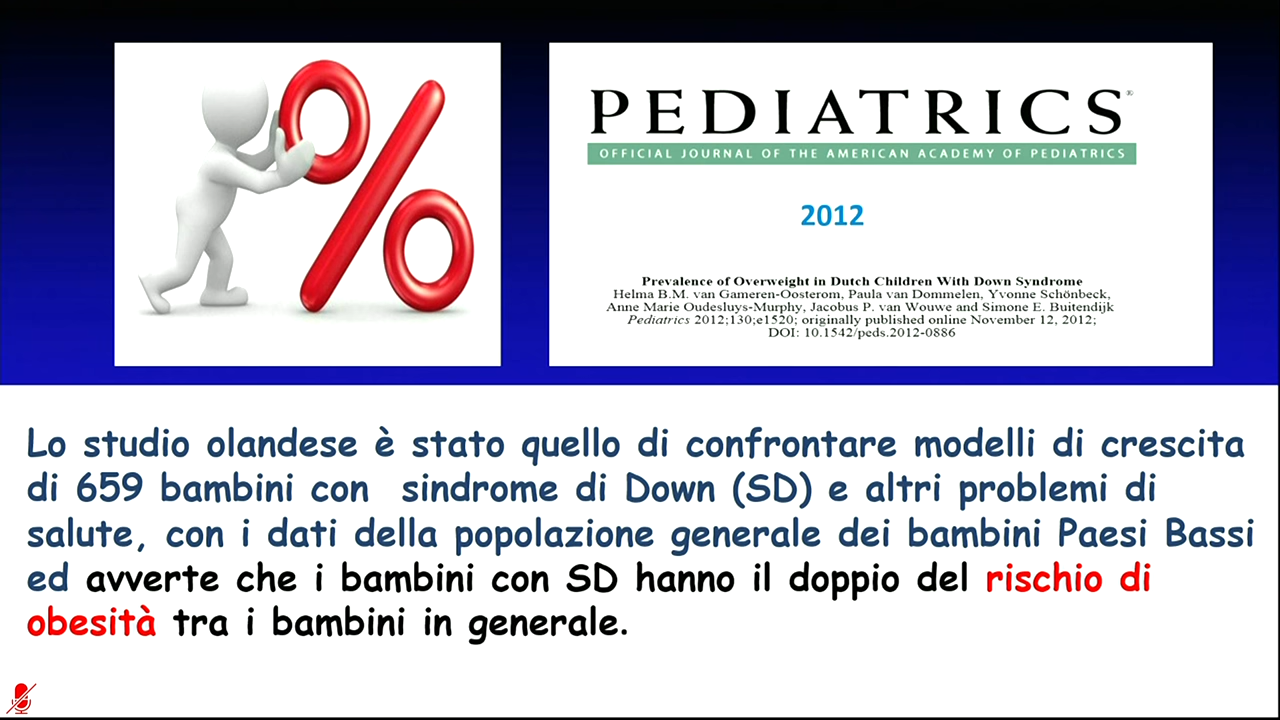 PEDIATRICS®
OFFICIAL JOURNAL OF THE AMERICAN ACADEMY OF PEDIATRICS
2012
Prevalence of Overweight in Dutch Children With Down Syndrome
Helma B.M. van Gameren-Oosterom, Paula van Dommelen, Yvonne Schönbeck,
Anne Marie Oudesluys-Murphy, Jacobus P. van Wouwe and Simone E. Buitendijk
Pediatrics 2012;130;e1520; originally published online November 12, 2012;
DOI: 10.1542/peds.2012-0886
Lo studio olandese è stato quello di confrontare modelli di crescita
di 659 bambini con sindrome di Down (SD) e altri problemi di
salute, con i dati della popolazione generale dei bambini Paesi Bassi
ed avverte che i bambini con SD hanno il doppio del rischio di
obesità tra i bambini in generale.